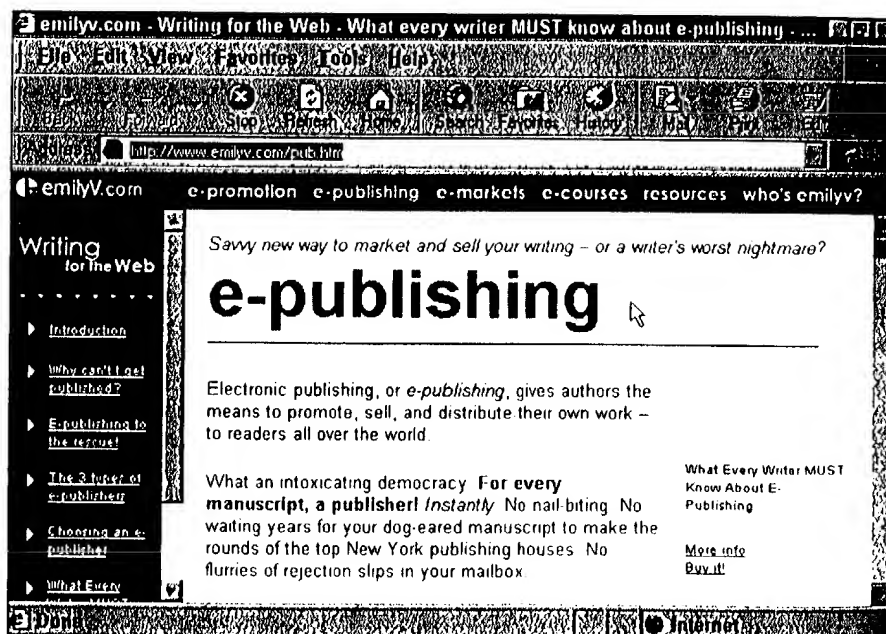 emilyv.com - Writing for the Web - What every writer MUST know about e-publishing - ...
File Edit View Favorites Tools Help
Back Forward Stop Refresh Home Search Favorites History Mail Print Edit
Address http://www.emilyv.com/pub.htm
emilyV.com e-promotion e-publishing e-markets e-courses resources who's emilyv?
Writing
for the Web
Introduction
Why can't I get
published?
E-publishing to
the rescue!
The 3 types of
e-publishers
Choosing an e-
publisher
What Every
Savvy new way to market and sell your writing – or a writer's worst nightmare?
e-publishing
Electronic publishing, or e-publishing, gives authors the
means to promote, sell, and distribute their own work –
to readers all over the world.
What an intoxicating democracy. For every
manuscript, a publisher! Instantly. No nail-biting. No
waiting years for your dog-eared manuscript to make the
rounds of the top New York publishing houses. No
flurries of rejection slips in your mailbox.
What Every Writer MUST
Know About E-
Publishing
More info
Buy it!
Done Internet